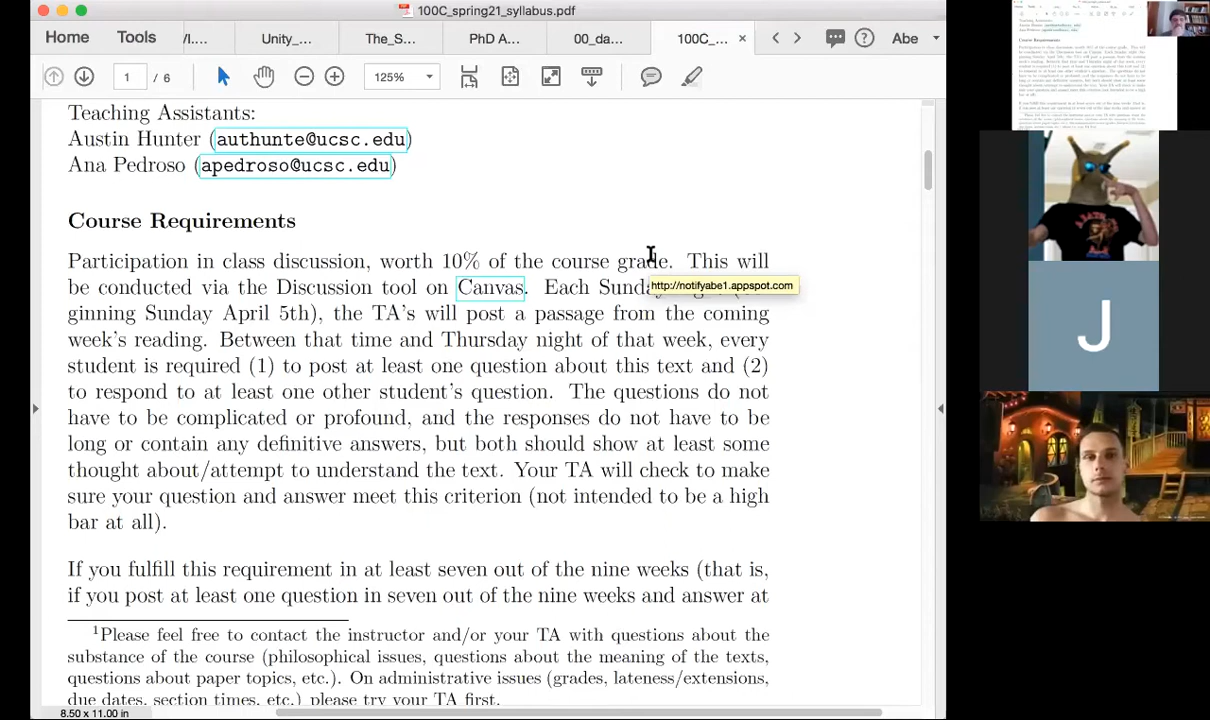 100C_spring21_syllabus.pdf
Home Tools Unity_... ...e_S... 00 da... 100C_... × Abe
1 / 6
Teaching Assistants:
Austin Hund
Ana Pedroso (apedroso@ucsc.edu)
Course Requirements
Participation in class discussion, worth 10% of the course grade. This will
be conducted via the Discussion tool on Canvas. Each Sunday
http://notifyabe1.appspot.com
ginning Sunday April 5th), the TA's will post a passage from the coming
week's reading. Between that time and Thursday night of that week, every
student is required (1) to post at least one question about this text and (2)
to respond to at least one other student's question. The questions do not
have to be complicated or profound, and the responses do not have to be
long or contain any definitive answers, but both should show at least some
thought about/attempt to understand the text. Your TA will check to make
sure your question and answer meet this criterion (not intended to be a high
bar at all).
If you fulfill this requirement in at least seven out of the nine weeks (that is,
if you post at least one question in seven out of the nine weeks and answer at
1Please feel free to contact the instructor and/or your TA with questions about the
substance of the course (philosophical issues, questions about the meaning of the texts,
questions about paper topics, etc.). On administrative issues (grades, lateness/extensions,
due dates, section times, etc.) please try your TA first.
8.50 x 11.00 in
J